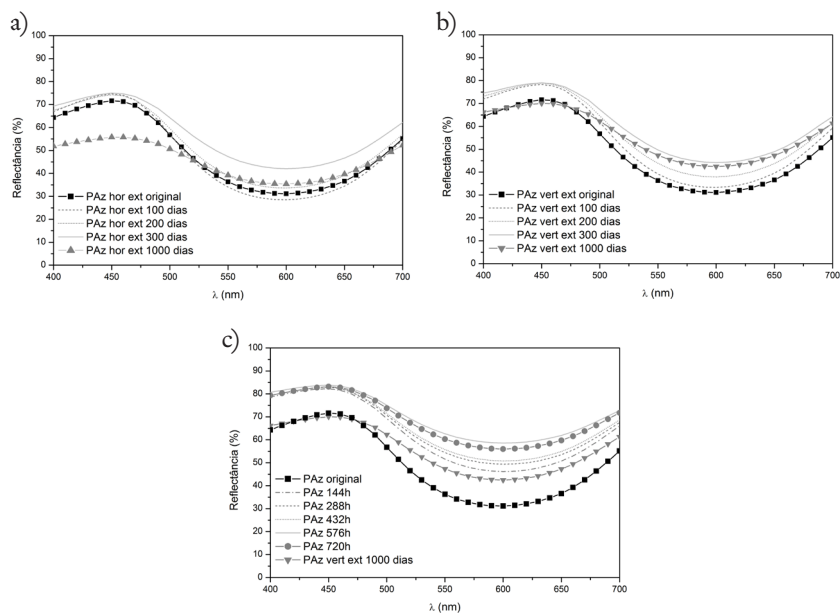 a)
100
90
80
70
60
50
40
30
20
10
0
Reflectância (%)
PAz hor ext original
PAz hor ext 100 dias
PAz hor ext 200 dias
PAz hor ext 300 dias
PAz hor ext 1000 dias
400 450 500 550 600 650 700
λ (nm)
b)
100
90
80
70
60
50
40
30
20
10
0
Reflectância (%)
PAz vert ext original
PAz vert ext 100 dias
PAz vert ext 200 dias
PAz vert ext 300 dias
PAz vert ext 1000 dias
400 450 500 550 600 650 700
λ (nm)
c)
100
90
80
70
60
50
40
30
20
10
0
Reflectância (%)
PAz original
PAz 144h
PAz 288h
PAz 432h
PAz 576h
PAz 720h
PAz vert ext 1000 dias
400 450 500 550 600 650 700
λ (nm)